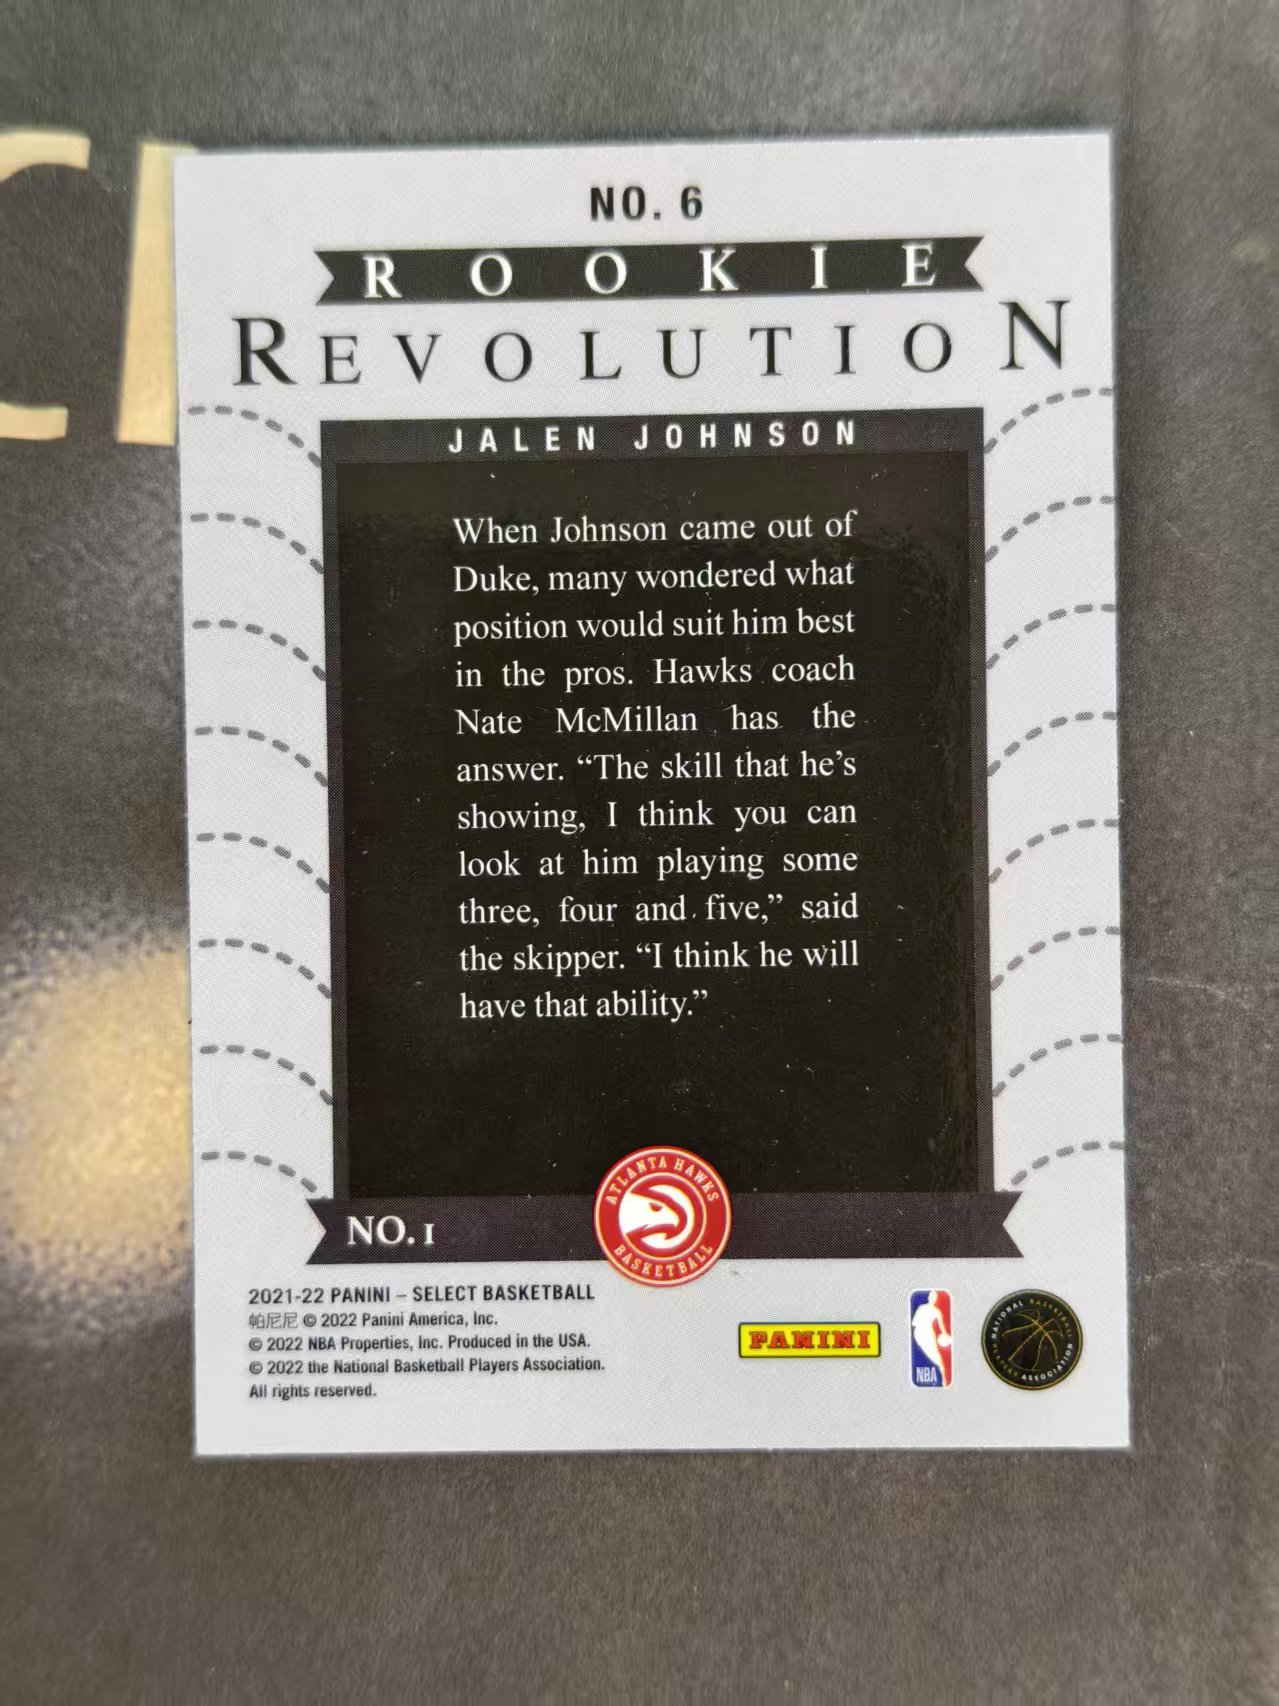 NO. 6
ROOKIE
REVOLUTION
JALEN JOHNSON
When Johnson came out of
Duke, many wondered what
position would suit him best
in the pros. Hawks coach
Nate McMillan has the
answer. “The skill that he’s
showing, I think you can
look at him playing some
three, four and five,” said
the skipper. “I think he will
have that ability.”
NO. I
ATLANTA HAWKS
BASKETBALL
2021-22 PANINI – SELECT BASKETBALL
帕尼尼 © 2022 Panini America, Inc.
© 2022 NBA Properties, Inc. Produced in the USA.
© 2022 the National Basketball Players Association.
All rights reserved.
PANINI
NBA
NATIONAL BASKETBALL
PLAYERS ASSOCIATION